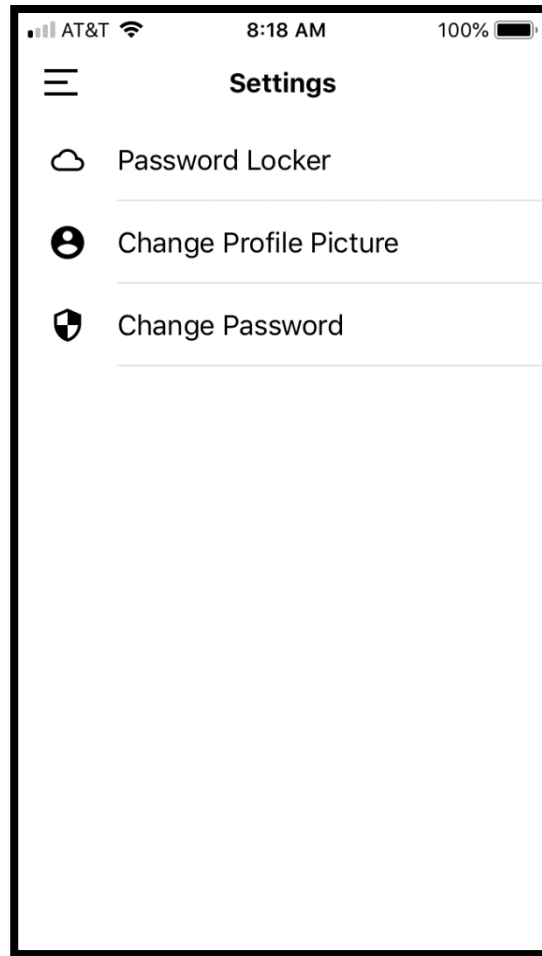 AT&T 8:18 AM 100%
Settings
Password Locker
Change Profile Picture
Change Password